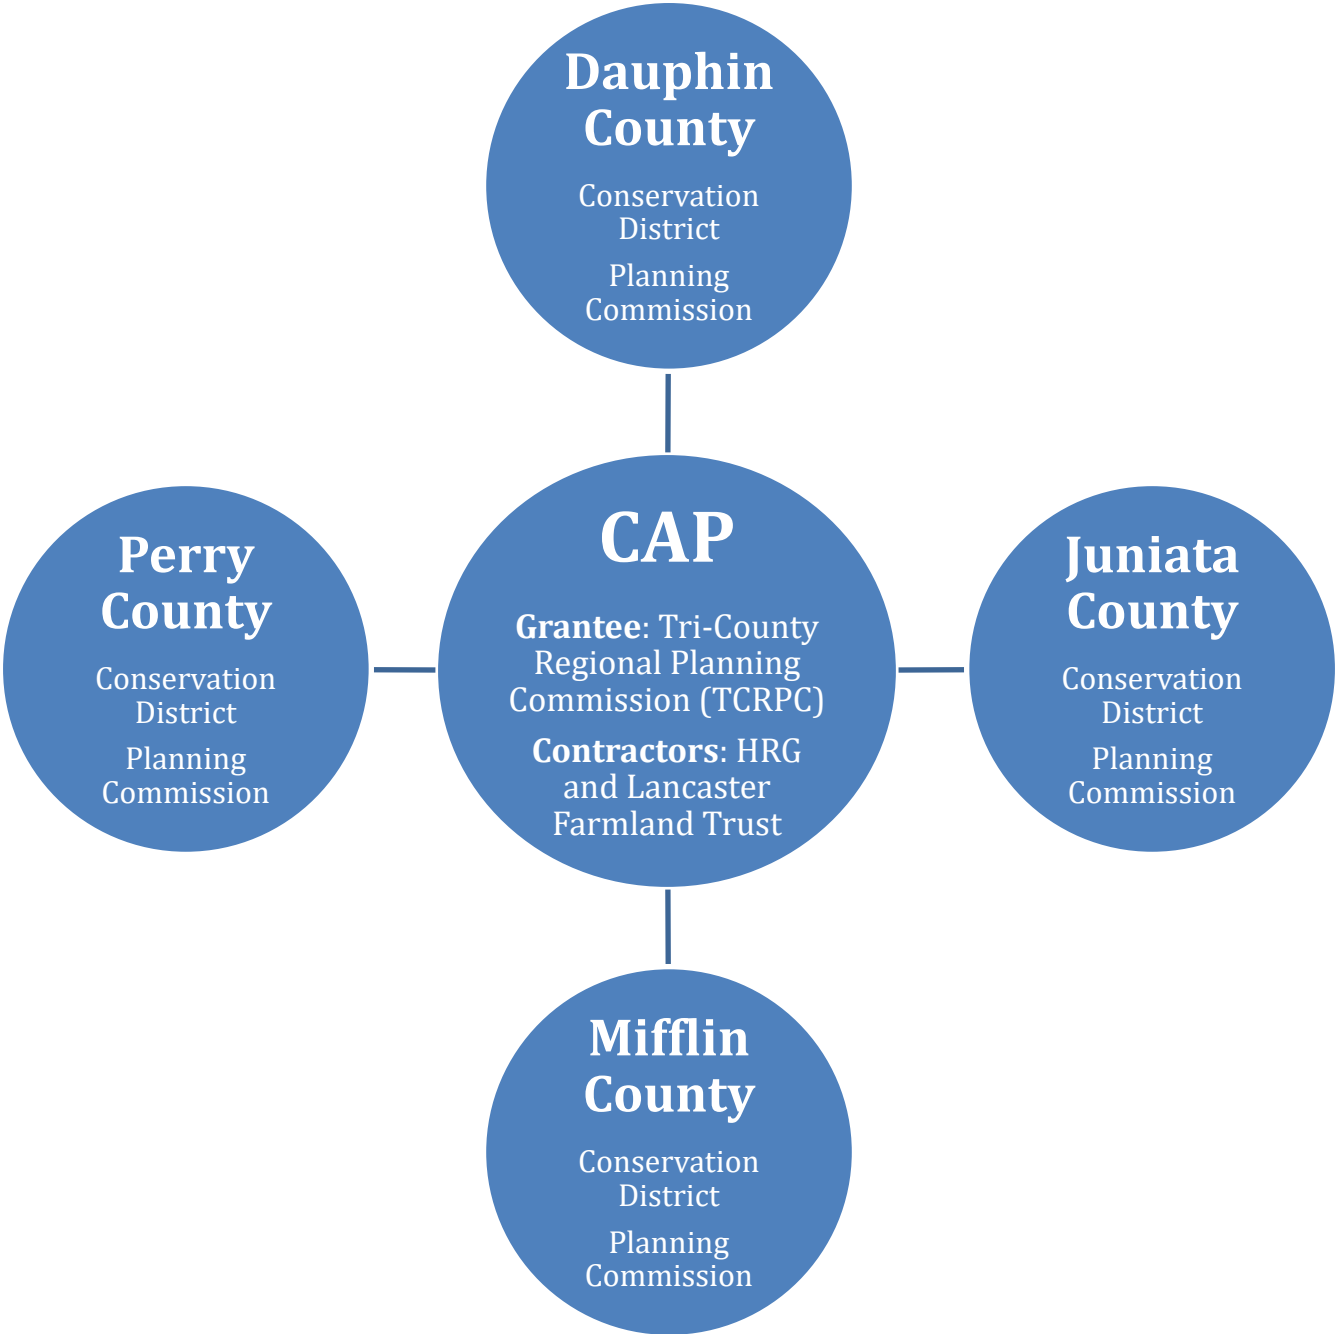 Dauphin
County
Conservation
District
Planning
Commission
Perry
County
Conservation
District
Planning
Commission
CAP
Grantee: Tri-County
Regional Planning
Commission (TCRPC)
Contractors: HRG
and Lancaster
Farmland Trust
Juniata
County
Conservation
District
Planning
Commission
Mifflin
County
Conservation
District
Planning
Commission